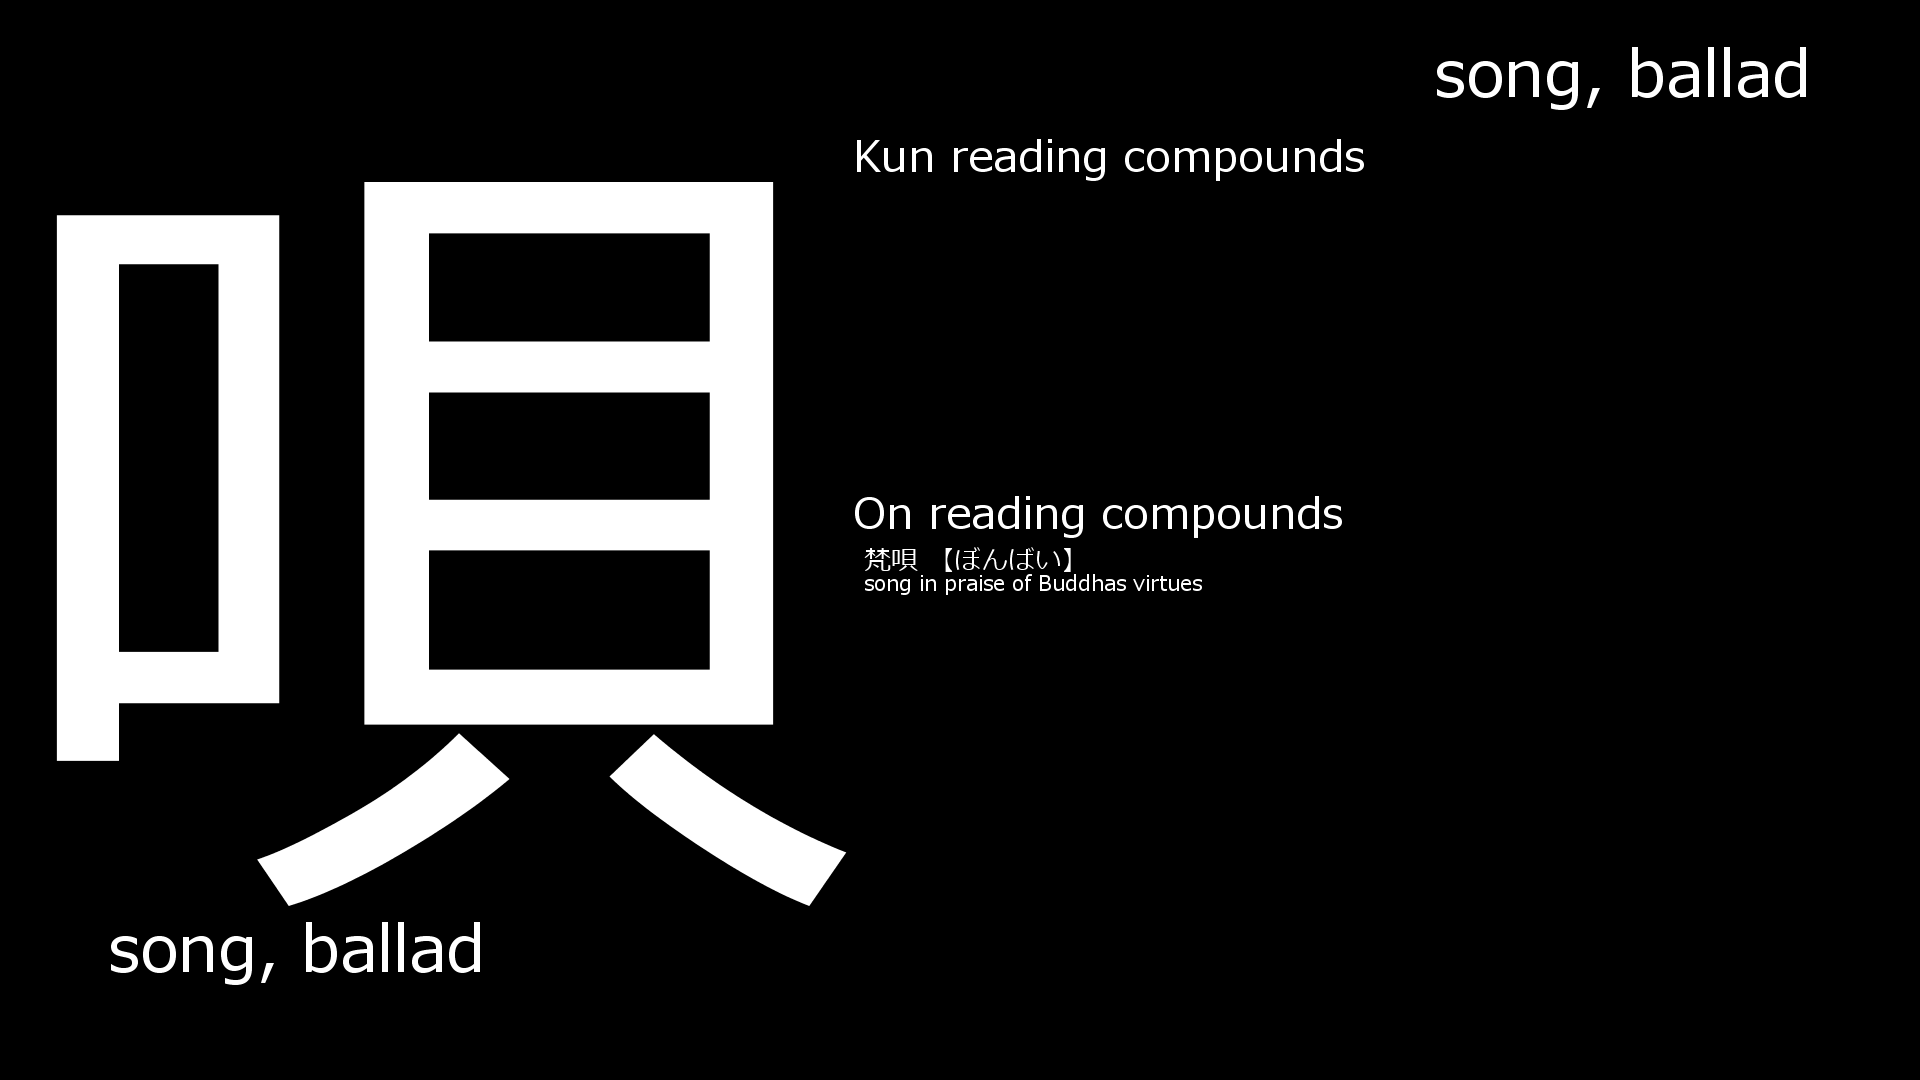 song, ballad
Kun reading compounds
唄
On reading compounds
梵唄 【ぼんばい】
song in praise of Buddhas virtues
song, ballad